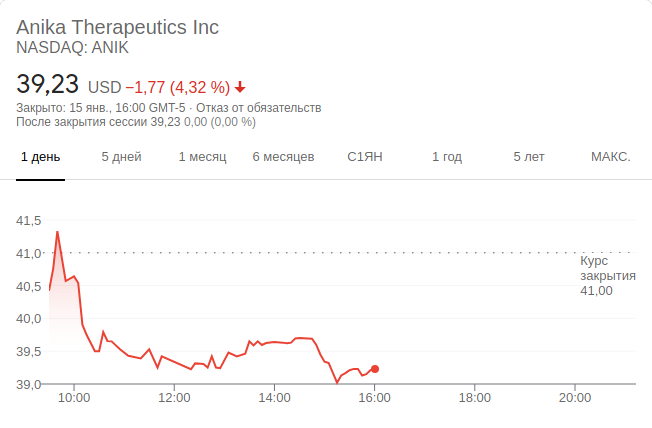 Anika Therapeutics Inc
NASDAQ: ANIK
39,23 USD −1,77 (4,32 %)
Закрыто: 15 янв., 16:00 GMT-5 · Отказ от обязательств
После закрытия сессии 39,23 0,00 (0,00 %)
1 день 5 дней 1 месяц 6 месяцев С1ЯН 1 год 5 лет МАКС.
41,5
41,0
Курс
закрытия
41,00
40,5
40,0
39,5
39,0
10:00 12:00 14:00 16:00 18:00 20:00